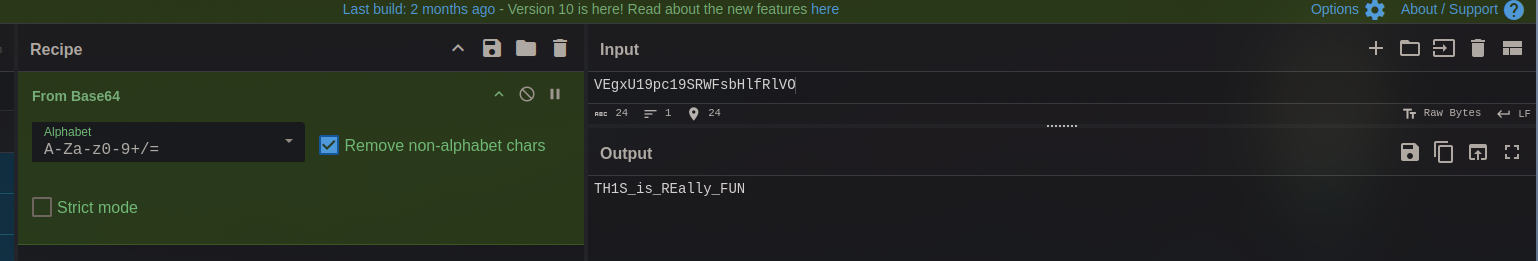 Last build: 2 months ago - Version 10 is here! Read about the new features here
Options
About / Support
Recipe
From Base64
Alphabet
A-Za-z0-9+/=
Remove non-alphabet chars
Strict mode
Input
VEgxU19pc19SRWFsbHlfRlVO
ABC 24
1
24
Raw Bytes
LF
Output
TH1S_is_REally_FUN